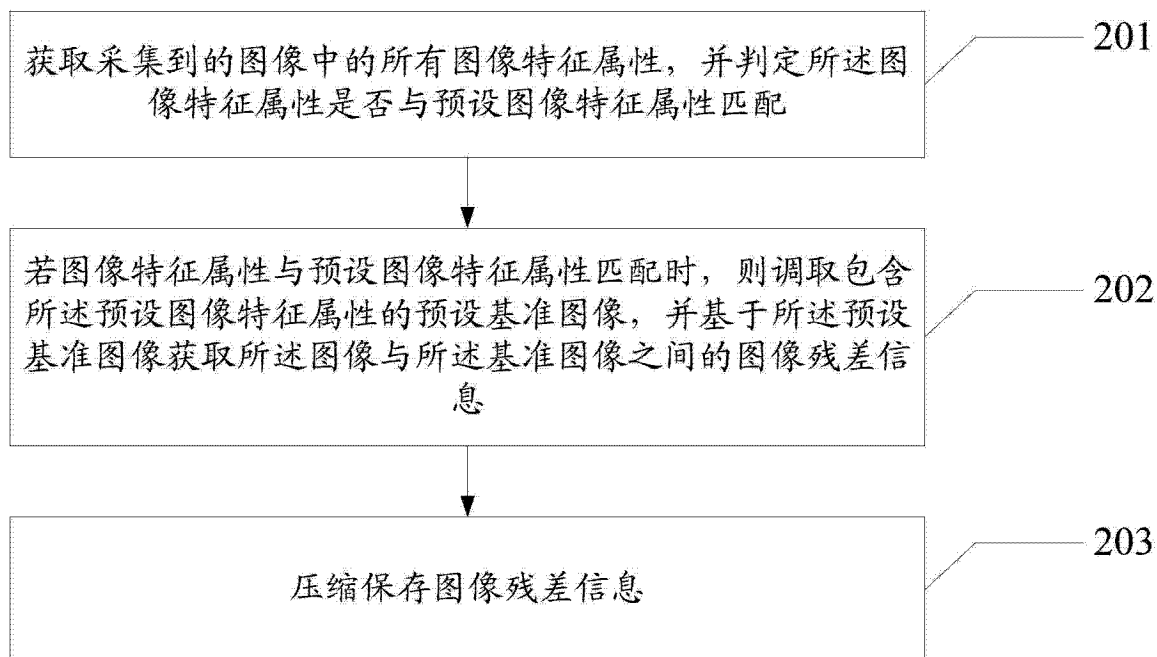 获取采集到的图像中的所有图像特征属性，并判定所述图
像特征属性是否与预设图像特征属性匹配
201
若图像特征属性与预设图像特征属性匹配时，则调取包含
所述预设图像特征属性的预设基准图像，并基于所述预设
基准图像获取所述图像与所述基准图像之间的图像残差信
息
202
压缩保存图像残差信息
203